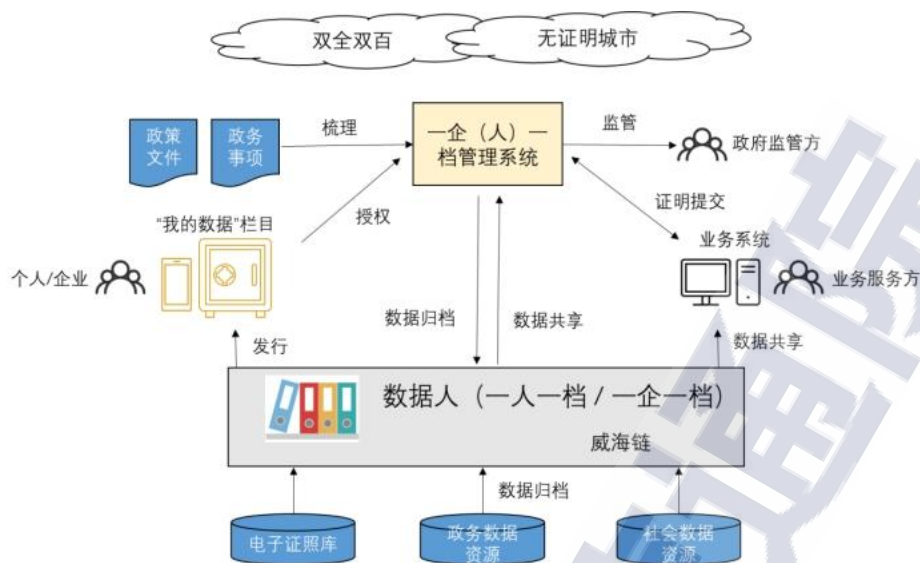 双全双百
无证明城市
政策
文件
政务
事项
梳理
一企（人）一
档管理系统
监管
政府监管方
授权
证明提交
“我的数据”栏目
业务系统
个人/企业
业务服务方
数据归档
数据共享
发行
数据共享
数据人（一人一档 / 一企一档）
威海链
数据归档
电子证照库
政务数据
资源
社会数据
资源